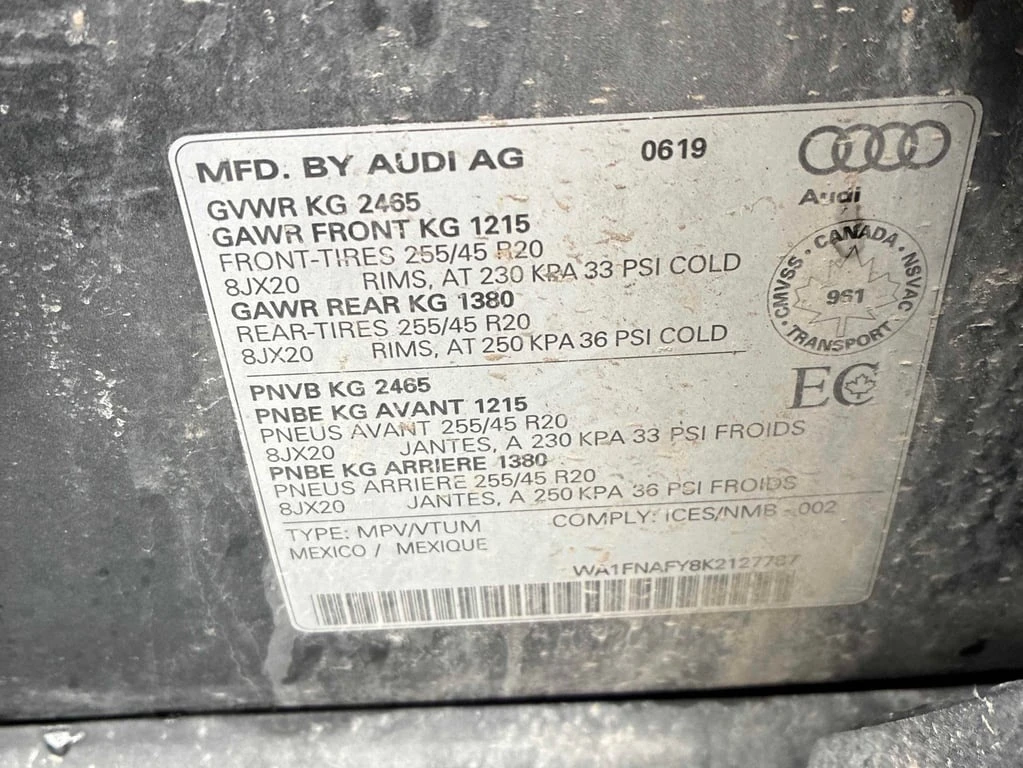 MFD. BY AUDI AG 0619
Audi
GVWR KG 2465
GAWR FRONT KG 1215
FRONT-TIRES 255/45 R20
8JX20 RIMS, AT 230 KPA 33 PSI COLD
GAWR REAR KG 1380
REAR-TIRES 255/45 R20
8JX20 RIMS, AT 250 KPA 36 PSI COLD
CANADA · NSVAC · TRANSPORT · CMVSS ·
961
EC
PNVB KG 2465
PNBE KG AVANT 1215
PNEUS AVANT 255/45 R20
8JX20 JANTES, A 230 KPA 33 PSI FROIDS
PNBE KG ARRIERE 1380
PNEUS ARRIERE 255/45 R20
8JX20 JANTES, A 250 KPA 36 PSI FROIDS
TYPE: MPV/VTUM COMPLY: ICES/NMB - 002
MEXICO / MEXIQUE